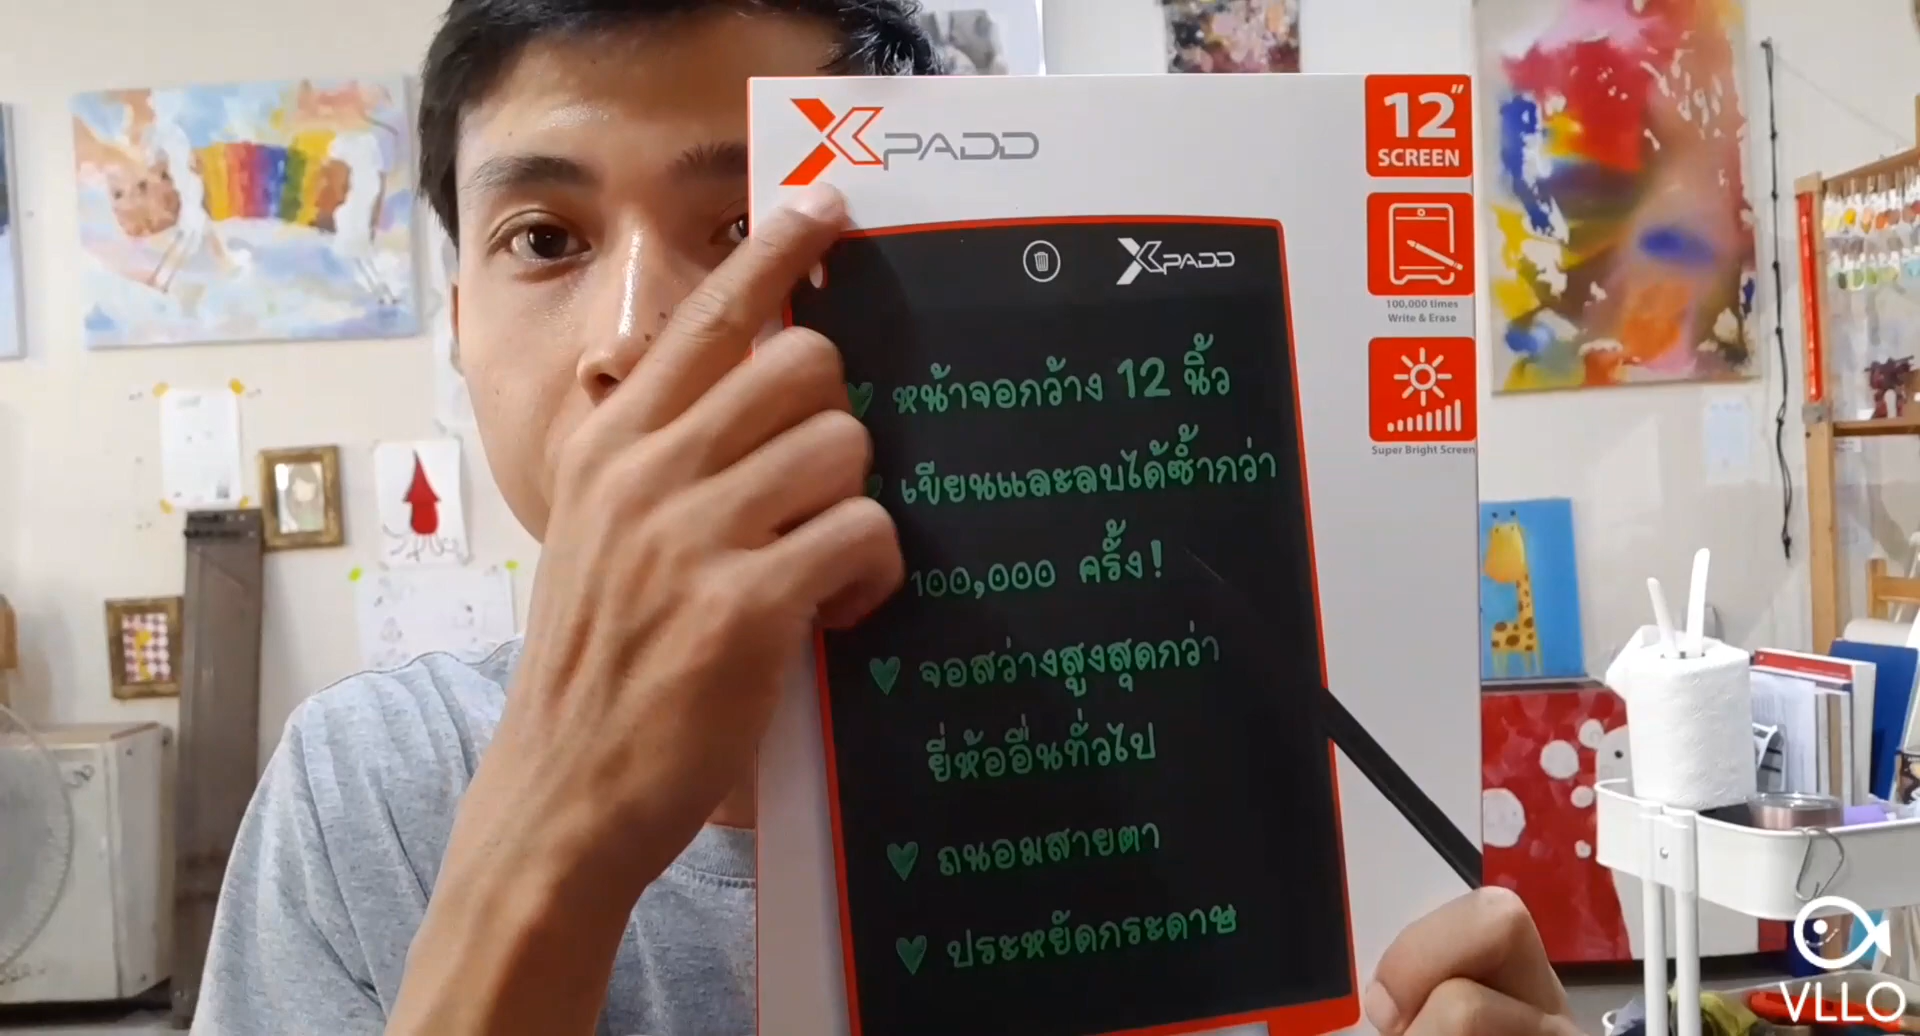 XPADD
12" SCREEN
100,000 times
Write & Erase
Super Bright Screen
XPADD
หน้าจอกว้าง 12 นิ้ว
เขียนและลบได้ซ้ำกว่า
100,000 ครั้ง!
จอสว่างสูงสุดกว่า
ยี่ห้ออื่นทั่วไป
ถนอมสายตา
ประหยัดกระดาษ
VLLO